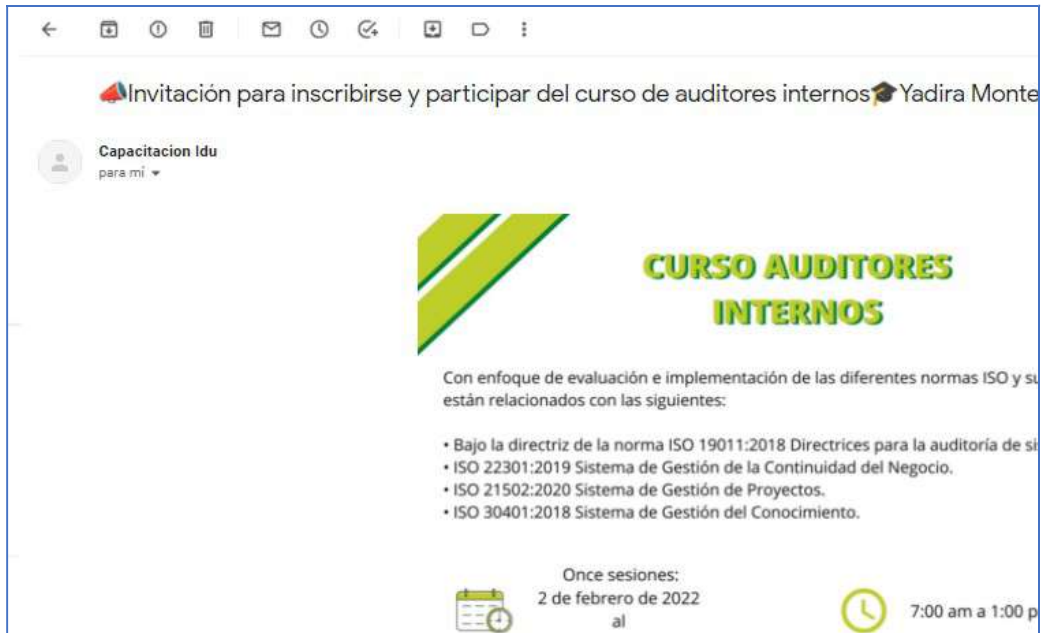 📣Invitación para inscribirse y participar del curso de auditores internos🎓Yadira Monte
Capacitacion Idu
para mí
CURSO AUDITORES
INTERNOS
Con enfoque de evaluación e implementación de las diferentes normas ISO y su
están relacionados con las siguientes:
• Bajo la directriz de la norma ISO 19011:2018 Directrices para la auditoría de si
• ISO 22301:2019 Sistema de Gestión de la Continuidad del Negocio.
• ISO 21502:2020 Sistema de Gestión de Proyectos.
• ISO 30401:2018 Sistema de Gestión del Conocimiento.
Once sesiones:
2 de febrero de 2022
al
7:00 am a 1:00 p